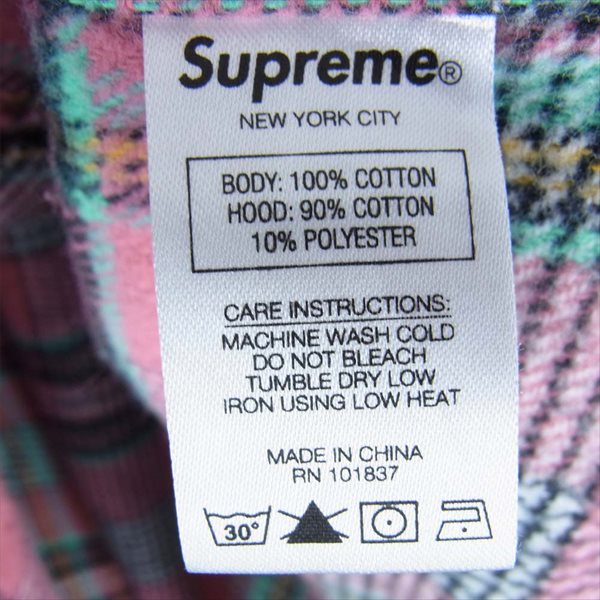 Supreme®
NEW YORK CITY
BODY: 100% COTTON
HOOD: 90% COTTON
10% POLYESTER
CARE INSTRUCTIONS:
MACHINE WASH COLD
DO NOT BLEACH
TUMBLE DRY LOW
IRON USING LOW HEAT
MADE IN CHINA
RN 101837
30°